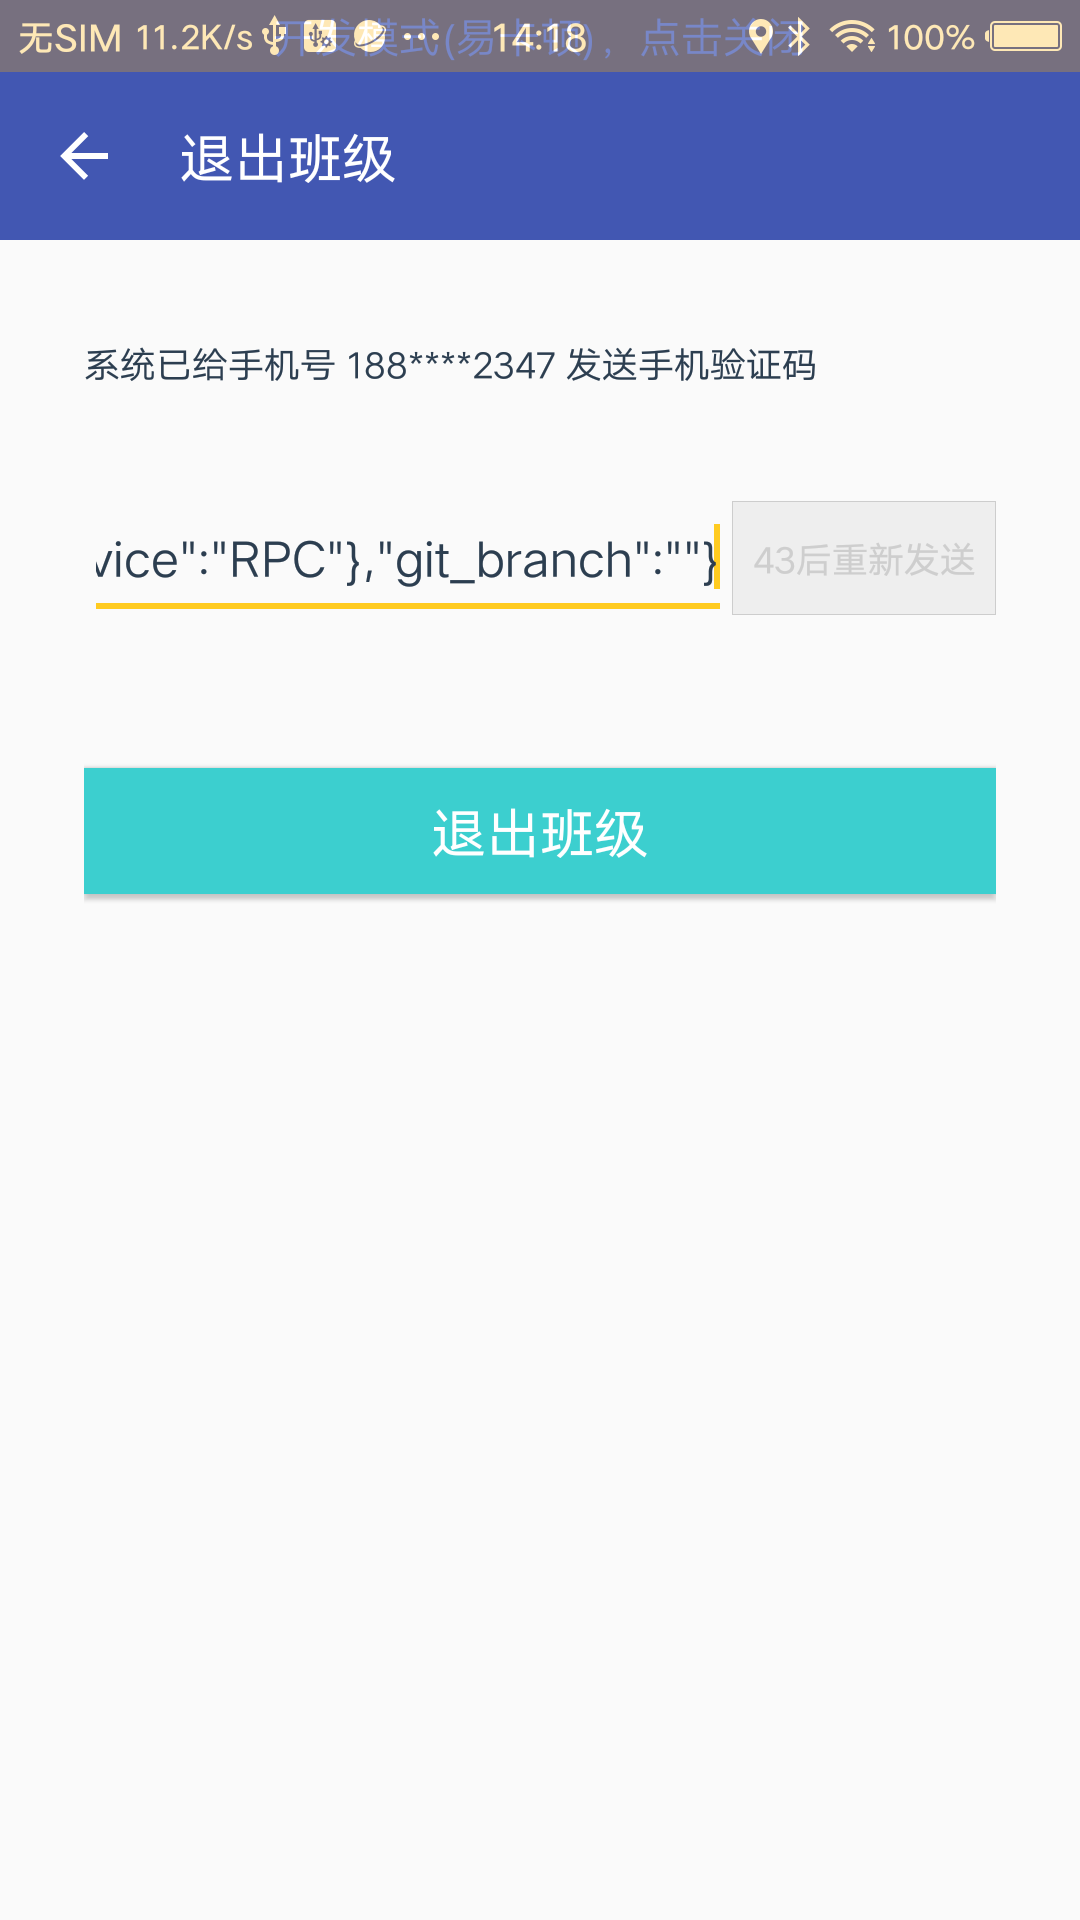 无SIM 11.2K/s 14:18 100%
开发模式(易卡顿)，点击关闭
退出班级
系统已给手机号 188****2347 发送手机验证码
vice":"RPC"},"git_branch":""}
43后重新发送
退出班级